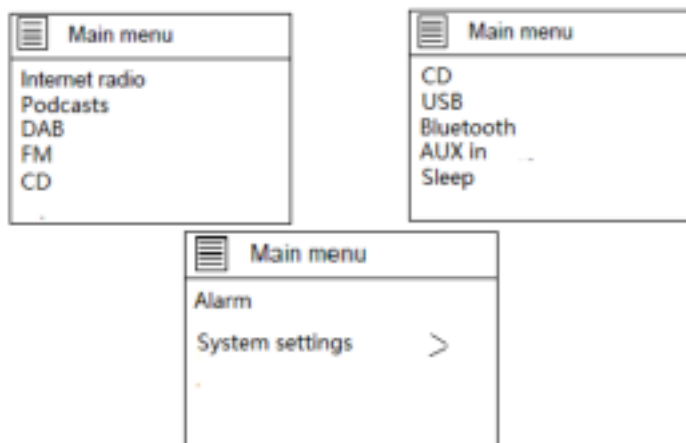 Main menu
Internet radio
Podcasts
DAB
FM
CD
Main menu
CD
USB
Bluetooth
AUX in
Sleep
Main menu
Alarm
System settings >